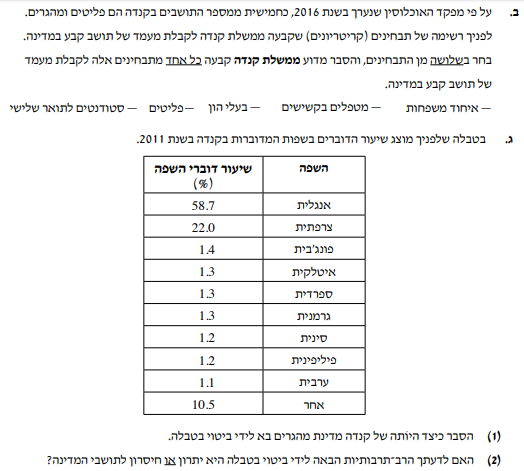 ב. על פי מפקד האוכלוסין שנערך בשנת 2016, כחמישית ממספר התושבים בקנדה הם פליטים ומהגרים.
לפניך רשימה של תבחינים (קריטריונים) שקבעה ממשלת קנדה לקבלת מעמד של תושב קבע במדינה.
בחר בשלושה מן התבחינים, והסבר מדוע ממשלת קנדה קבעה כל אחד מתבחינים אלה לקבלת מעמד
של תושב קבע במדינה.
— איחוד משפחות — מטפלים בקשישים — בעלי הון —פליטים — סטודנטים לתואר שלישי
ג. בטבלה שלפניך מוצג שיעור הדוברים בשפות המדוברות בקנדה בשנת 2011.
השפה שיעור דוברי השפה
(%)
אנגלית 58.7
צרפתית 22.0
פונג'בית 1.4
איטלקית 1.3
ספרדית 1.3
גרמנית 1.3
סינית 1.2
פיליפינית 1.2
ערבית 1.1
אחר 10.5
(1) הסבר כיצד היותה של קנדה מדינת מהגרים בא לידי ביטוי בטבלה.
(2) האם לדעתך הרב־תרבותיות הבאה לידי ביטוי בטבלה היא יתרון או חיסרון לתושבי המדינה?